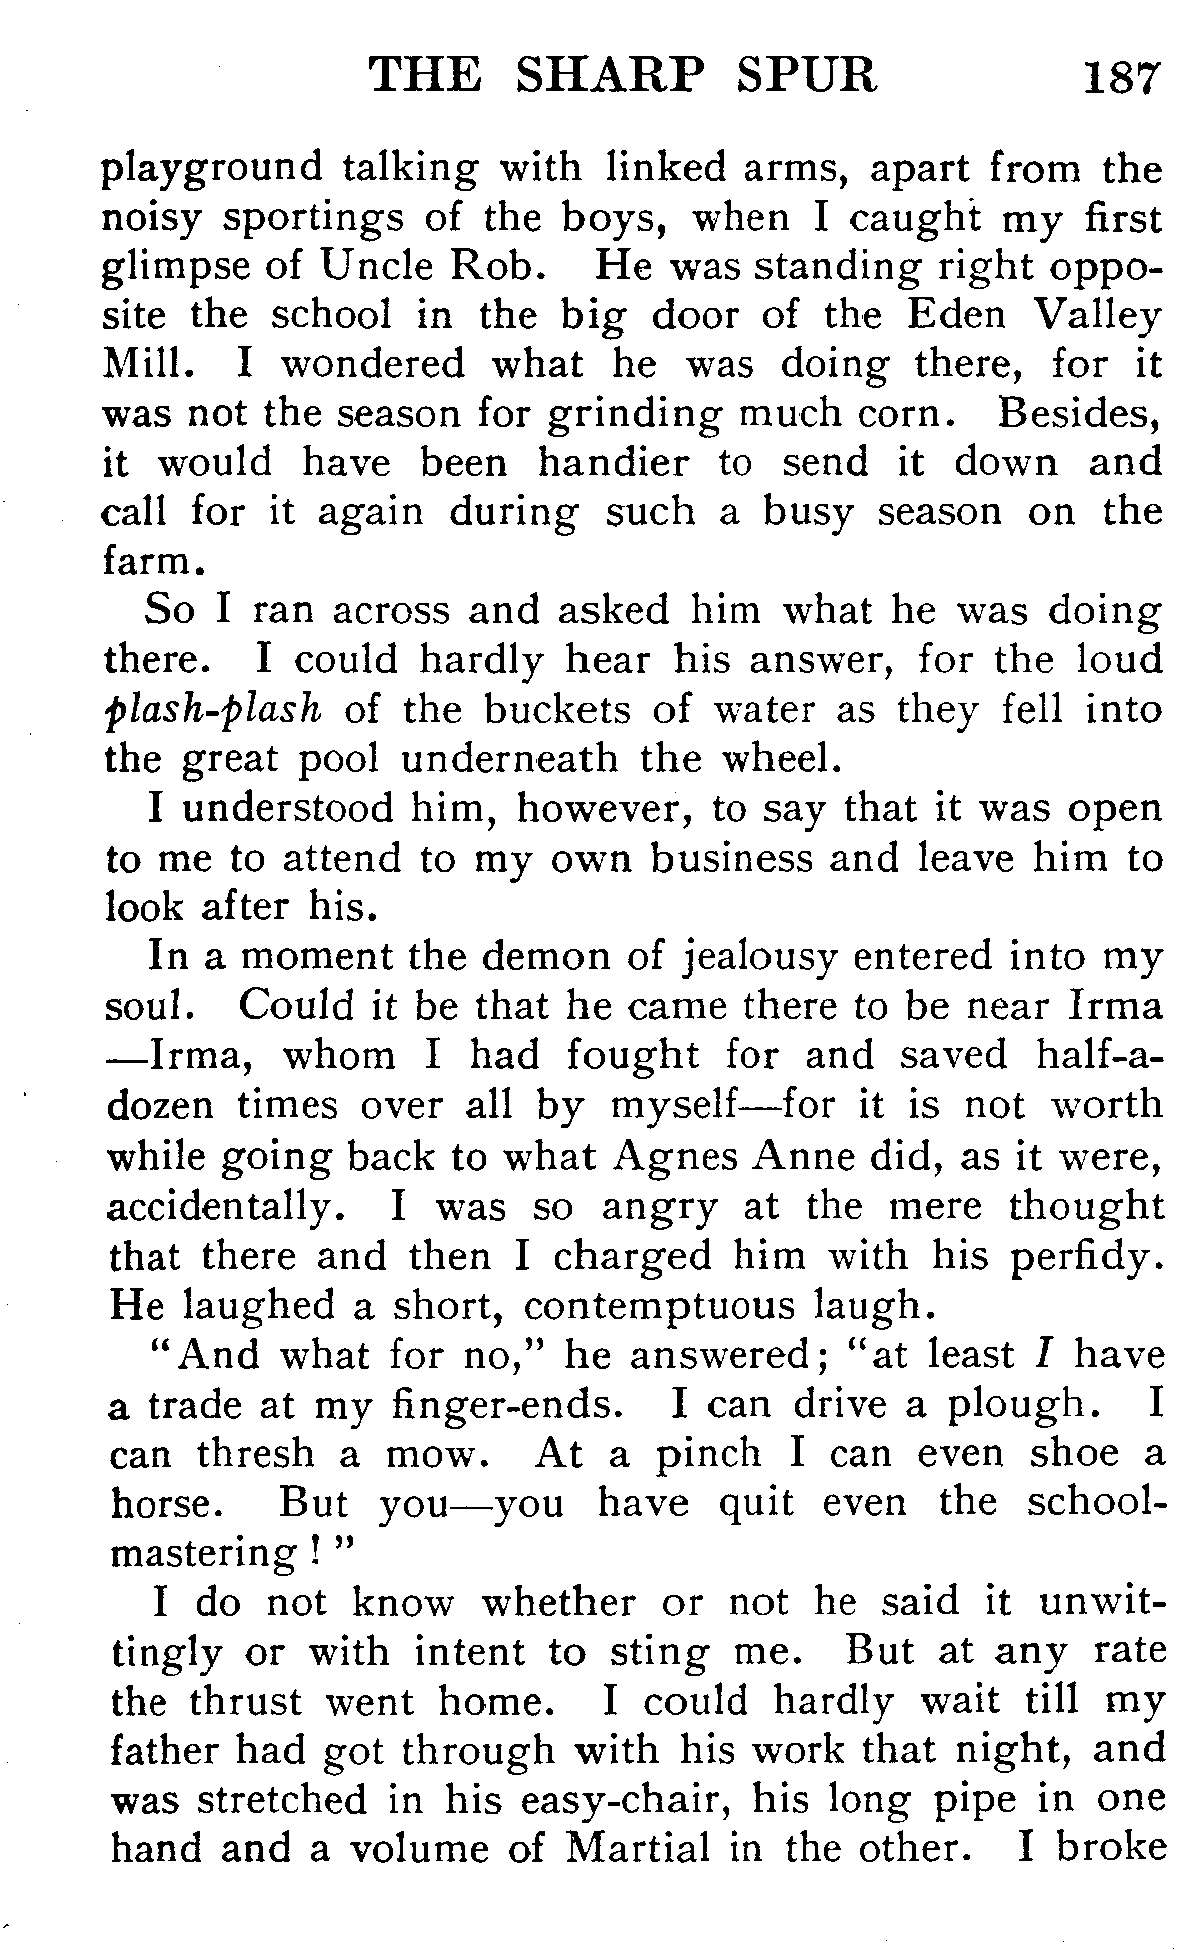 THE SHARP SPUR 187
playground talking with linked arms, apart from the
noisy sportings of the boys, when I caught my first
glimpse of Uncle Rob. He was standing right oppo-
site the school in the big door of the Eden Valley
Mill. I wondered what he was doing there, for it
was not the season for grinding much corn. Besides,
it would have been handier to send it down and
call for it again during such a busy season on the
farm.
So I ran across and asked him what he was doing
there. I could hardly hear his answer, for the loud
plash-plash of the buckets of water as they fell into
the great pool underneath the wheel.
I understood him, however, to say that it was open
to me to attend to my own business and leave him to
look after his.
In a moment the demon of jealousy entered into my
soul. Could it be that he came there to be near Irma
—Irma, whom I had fought for and saved half-a-
dozen times over all by myself—for it is not worth
while going back to what Agnes Anne did, as it were,
accidentally. I was so angry at the mere thought
that there and then I charged him with his perfidy.
He laughed a short, contemptuous laugh.
“And what for no,” he answered; “at least I have
a trade at my finger-ends. I can drive a plough. I
can thresh a mow. At a pinch I can even shoe a
horse. But you—you have quit even the school-
mastering!”
I do not know whether or not he said it unwit-
tingly or with intent to sting me. But at any rate
the thrust went home. I could hardly wait till my
father had got through with his work that night, and
was stretched in his easy-chair, his long pipe in one
hand and a volume of Martial in the other. I broke